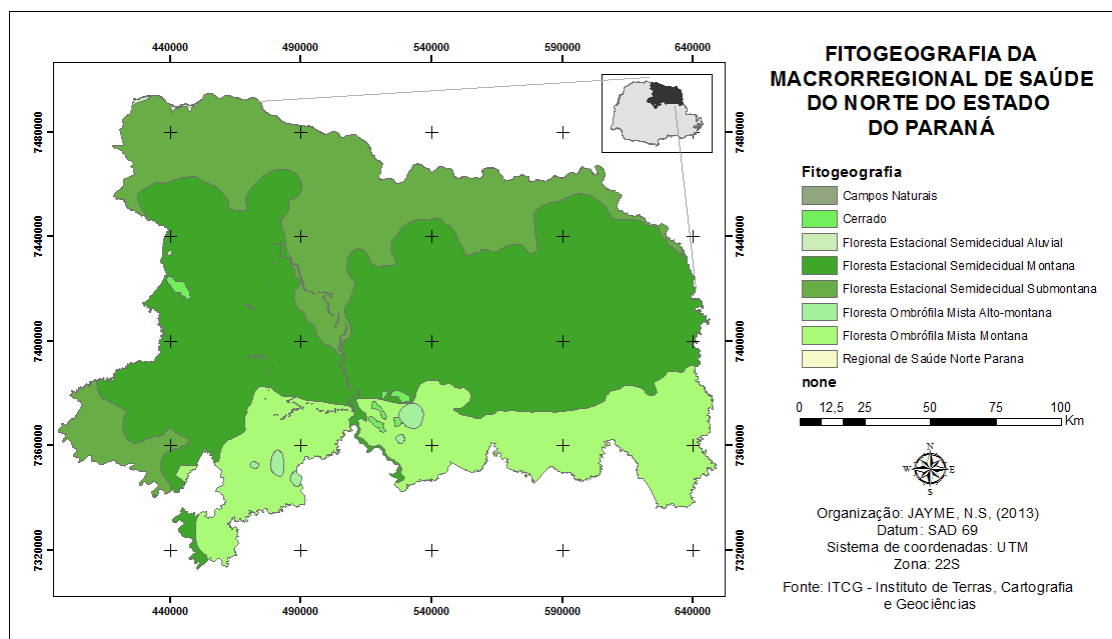 FITOGEOGRAFIA DA
MACRORREGIONAL DE SAÚDE
DO NORTE DO ESTADO
DO PARANÁ
Fitogeografia
Campos Naturais
Cerrado
Floresta Estacional Semidecidual Aluvial
Floresta Estacional Semidecidual Montana
Floresta Estacional Semidecidual Submontana
Floresta Ombrófila Mista Alto-montana
Floresta Ombrófila Mista Montana
Regional de Saúde Norte Parana
none
0 12,5 25 50 75 100
Km
N
W E
S
Organização: JAYME, N.S, (2013)
Datum: SAD 69
Sistema de coordenadas: UTM
Zona: 22S
Fonte: ITCG - Instituto de Terras, Cartografia
e Geociências
440000 490000 540000 590000 640000
7480000 7480000
7440000 7440000
7400000 7400000
7360000 7360000
7320000 7320000
440000 490000 540000 590000 640000